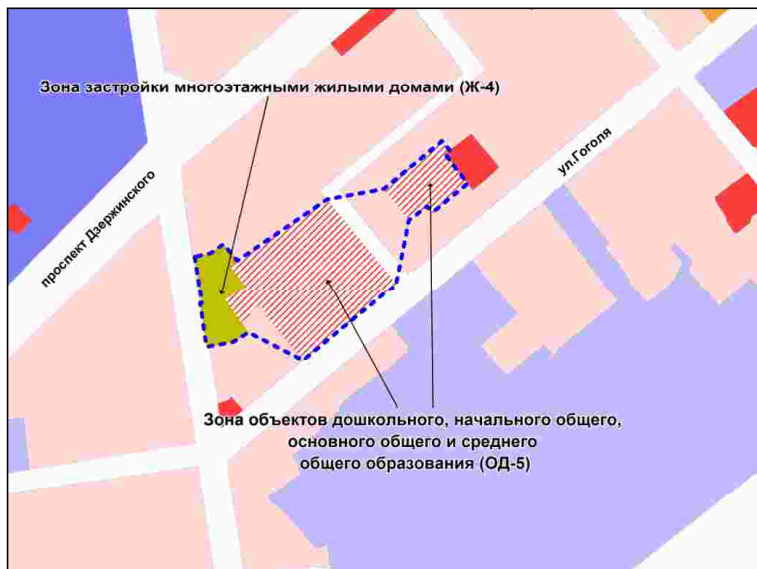 Зона застройки многоэтажными жилыми домами (Ж-4)
проспект Дзержинского
ул.Гоголя
Зона объектов дошкольного, начального общего,
основного общего и среднего
общего образования (ОД-5)